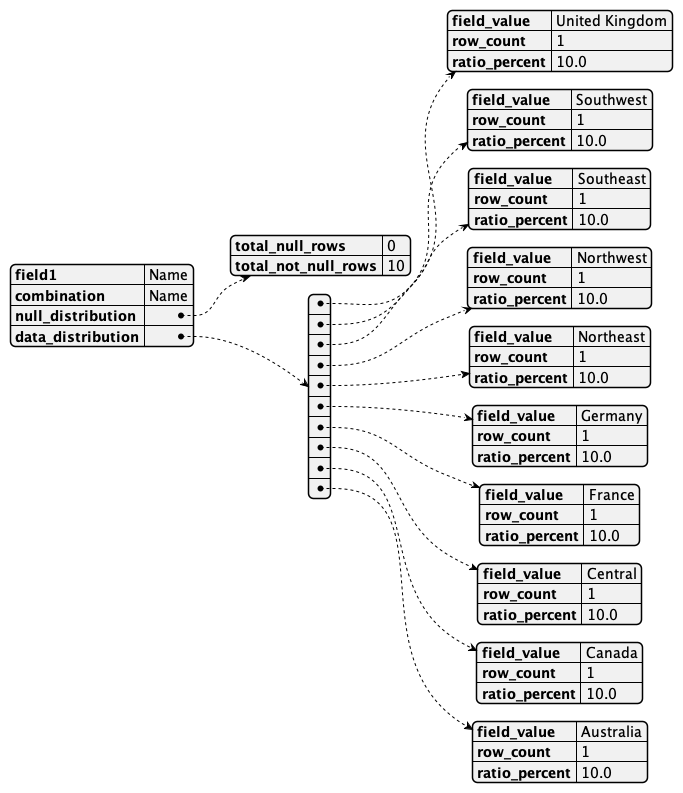 field1 Name
combination Name
null_distribution
data_distribution
total_null_rows 0
total_not_null_rows 10
field_value United Kingdom
row_count 1
ratio_percent 10.0
field_value Southwest
row_count 1
ratio_percent 10.0
field_value Southeast
row_count 1
ratio_percent 10.0
field_value Northwest
row_count 1
ratio_percent 10.0
field_value Northeast
row_count 1
ratio_percent 10.0
field_value Germany
row_count 1
ratio_percent 10.0
field_value France
row_count 1
ratio_percent 10.0
field_value Central
row_count 1
ratio_percent 10.0
field_value Canada
row_count 1
ratio_percent 10.0
field_value Australia
row_count 1
ratio_percent 10.0